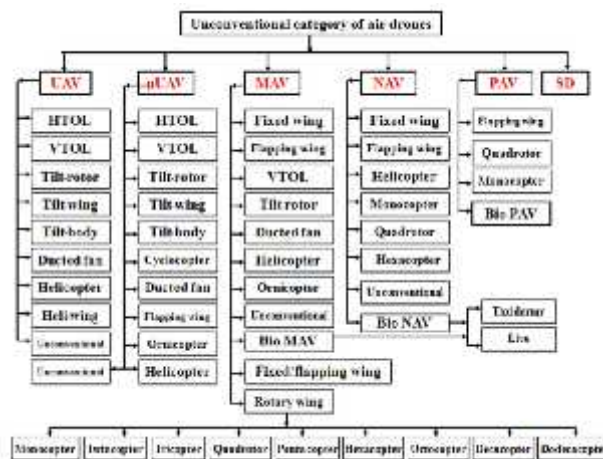 Unconventional category of air drones
UAV
μUAV
MAV
NAV
PAV
SD
HTOL
VTOL
Tilt-rotor
Tilt-wing
Tilt-body
Ducted fan
Helicopter
Heli-wing
Unconventional
Unconventional
HTOL
VTOL
Tilt-rotor
Tilt wing
Tilt-body
Cyclocopter
Ducted fan
Flapping wing
Ornicopter
Helicopter
Fixed wing
Flapping wing
VTOL
Tilt rotor
Ducted fan
Helicopter
Ornicopter
Unconventional
Bio MAV
Fixed/flapping wing
Rotary wing
Fixed wing
Flapping wing
Helicopter
Monocopter
Quadrotor
Hexacopter
Unconventional
Bio NAV
Flapping wing
Quadrotor
Monocopter
Bio PAV
Taxidermy
Live
Monocopter
Tricopter
Quadrotor
Pentacopter
Hexacopter
Octocopter
Decacopter
Dodecacopter